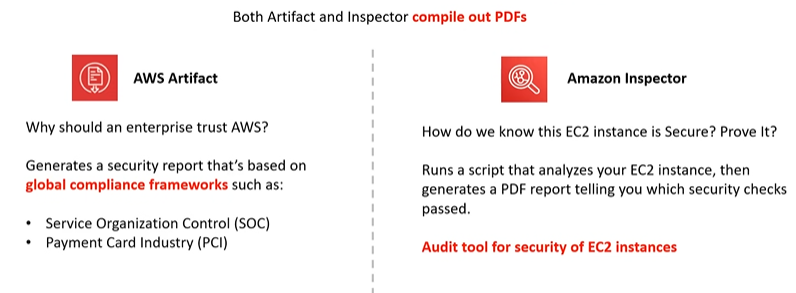 Both Artifact and Inspector compile out PDFs
AWS Artifact
Why should an enterprise trust AWS?
Generates a security report that's based on
global compliance frameworks such as:
• Service Organization Control (SOC)
• Payment Card Industry (PCI)
Amazon Inspector
How do we know this EC2 instance is Secure? Prove It?
Runs a script that analyzes your EC2 instance, then
generates a PDF report telling you which security checks
passed.
Audit tool for security of EC2 instances